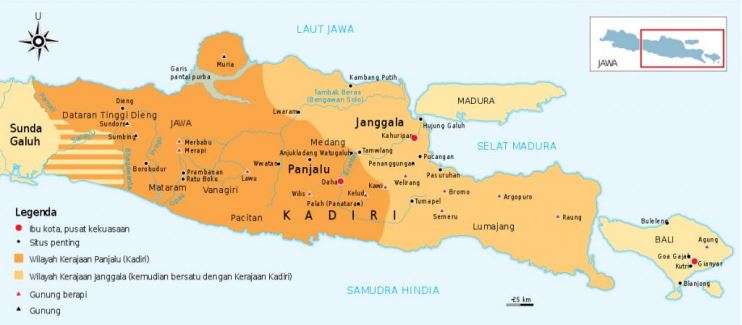 U
LAUT JAWA
JAWA
Muria
Garis
pantai purba
Kambang Putih
Tambak Beras
(Bengawan Solo)
MADURA
Dieng
Dataran Tinggi Dieng
Sundoro
Sumbing
JAWA
Lwaram
Janggala
Hujung Galuh
Kahuripan
Sunda
Galuh
Merbabu
Merapi
Medang
Anjukladang
Watugaluh
Tamwlang
SELAT MADURA
Penanggungan
Pucangan
Pasuruhan
Borobudur
Prambanan
Ratu Boko
Wwatan
Panjalu
Lawu
Daha
Welirang
Kawi
Bromo
Argopuro
Mataram
Vanagiri
Opak
Wilis
Kelud
Palah (Panataran)
Tumapel
Semeru
Raung
Pacitan
KADIRI
Lumajang
Buleleng
BALI
Agung
Goa Gajah
Kutri
Gianyar
Blanjong
Legenda
Ibu kota, pusat kekuasaan
Situs penting
Wilayah Kerajaan Panjalu (Kadiri)
Wilayah Kerajaan Janggala (kemudian bersatu dengan Kerajaan Kadiri)
Gunung berapi
Gunung
SAMUDRA HINDIA
25 km